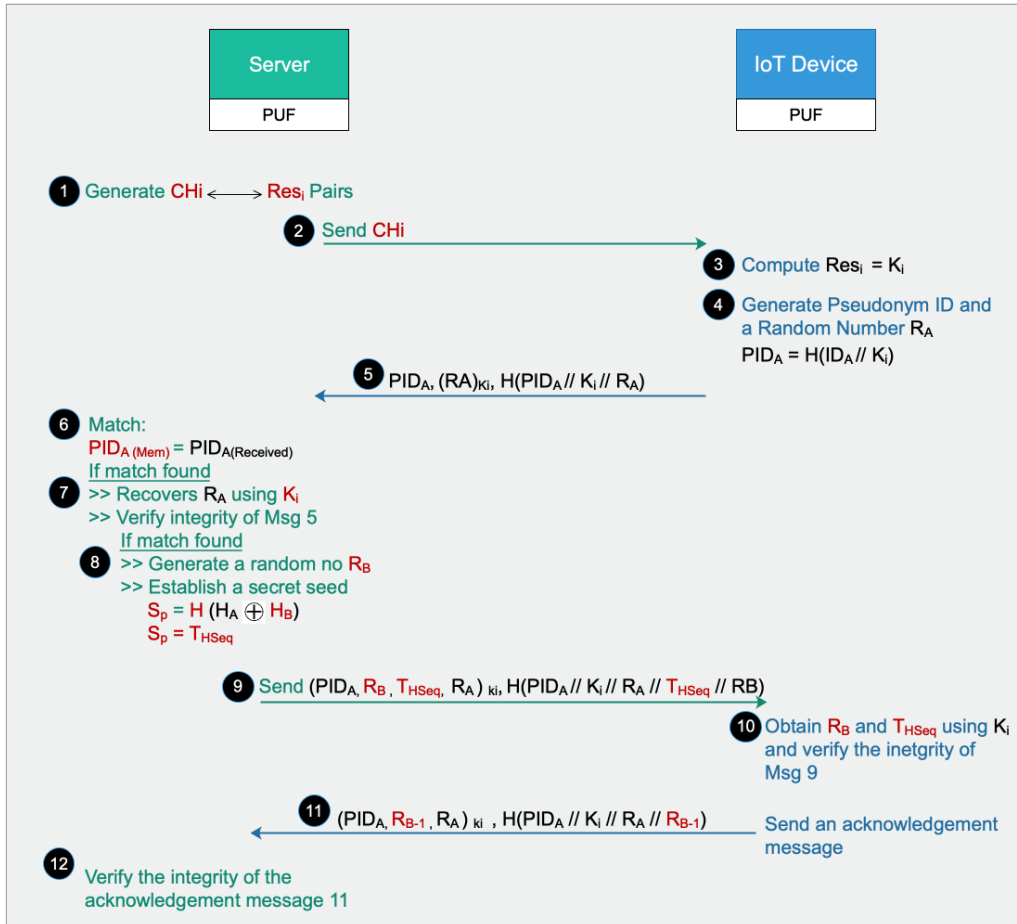 Server
IoT Device
PUF
PUF
1 Generate CHi ⟷ Resi Pairs
2 Send CHi
3 Compute Resi = Ki
4 Generate Pseudonym ID and
a Random Number RA
PIDA = H(IDA // Ki)
5 PIDA, (RA)Ki, H(PIDA // Ki // RA)
6 Match:
PIDA (Mem) = PIDA(Received)
If match found
7 >> Recovers RA using Ki
>> Verify integrity of Msg 5
If match found
8 >> Generate a random no RB
>> Establish a secret seed
Sp = H (HA ⊕ HB)
Sp = THSeq
9 Send (PIDA, RB, THSeq, RA) ki, H(PIDA // Ki // RA // THSeq // RB)
10 Obtain RB and THSeq using Ki
and verify the inetgrity of
Msg 9
11 (PIDA, RB-1, RA) ki , H(PIDA // Ki // RA // RB-1)
Send an acknowledgement
message
12 Verify the integrity of the
acknowledgement message 11